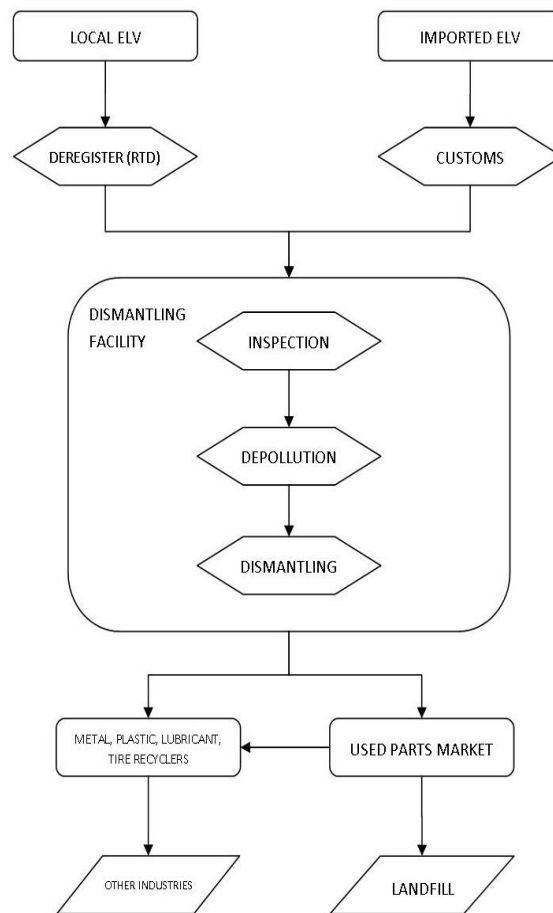 LOCAL ELV
IMPORTED ELV
DEREGISTER (RTD)
CUSTOMS
DISMANTLING
FACILITY
INSPECTION
DEPOLLUTION
DISMANTLING
METAL, PLASTIC, LUBRICANT,
TIRE RECYCLERS
USED PARTS MARKET
OTHER INDUSTRIES
LANDFILL